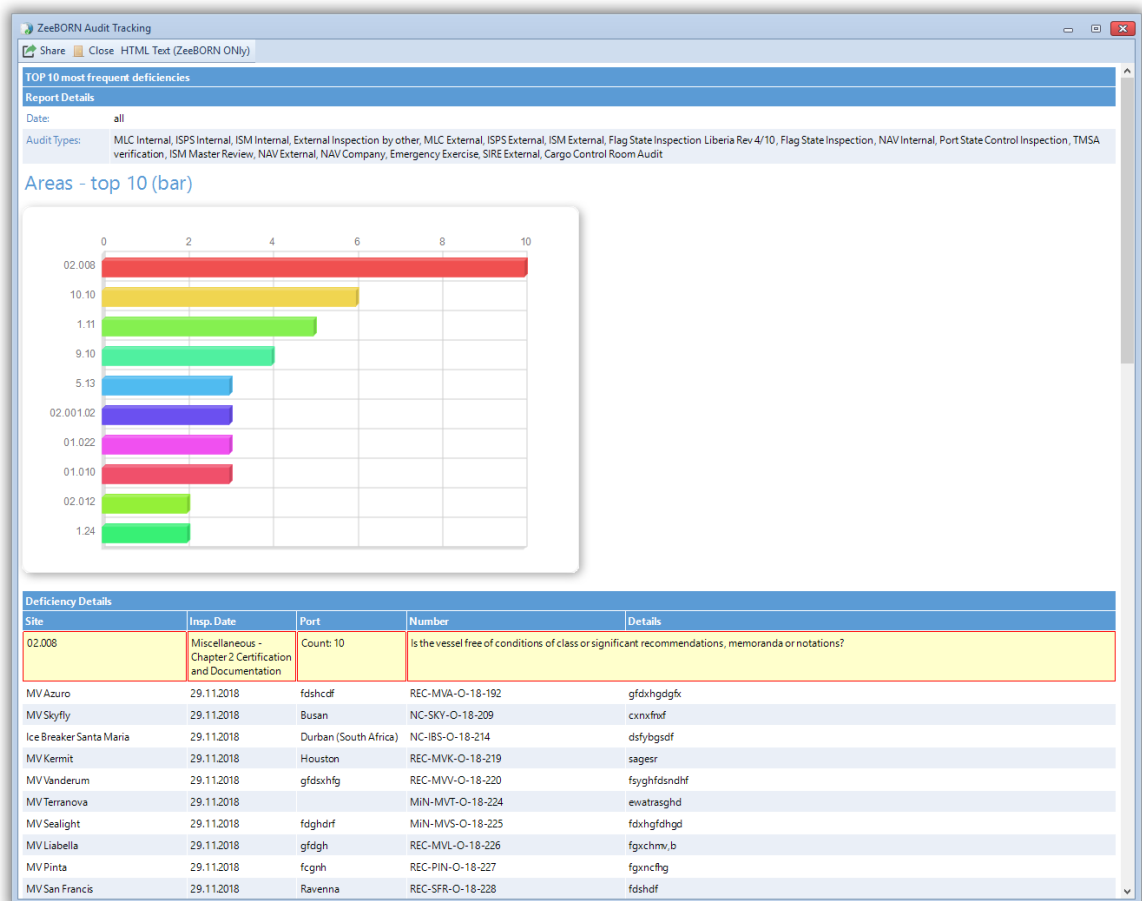 ZeeBORN Audit Tracking
Share Close HTML Text (ZeeBORN ONly)
TOP 10 most frequent deficiencies
Report Details
Date: all
Audit Types: MLC Internal, ISPS Internal, ISM Internal, External Inspection by other, MLC External, ISPS External, ISM External, Flag State Inspection Liberia Rev 4/10, Flag State Inspection, NAV Internal, Port State Control Inspection, TMSA
verification, ISM Master Review, NAV External, NAV Company, Emergency Exercise, SIRE External, Cargo Control Room Audit
Areas - top 10 (bar)
0 2 4 6 8 10
02.008
10.10
1.11
9.10
5.13
02.001.02
01.022
01.010
02.012
1.24
Deficiency Details
Site Insp. Date Port Number Details
02.008 Miscellaneous - Count: 10 Is the vessel free of conditions of class or significant recommendations, memoranda or notations?
Chapter 2 Certification
and Documentation
MV Azuro 29.11.2018 fdshcdf REC-MVA-O-18-192 gfdxhgdgfx
MV Skyfly 29.11.2018 Busan NC-SKY-O-18-209 cxnxfnxf
Ice Breaker Santa Maria 29.11.2018 Durban (South Africa) NC-IBS-O-18-214 dsfybgsdf
MV Kermit 29.11.2018 Houston REC-MVK-O-18-219 sagesr
MV Vanderum 29.11.2018 gfdsxhfg REC-MVV-O-18-220 fsyghfdsndhf
MV Terranova 29.11.2018 MiN-MVT-O-18-224 ewatrasghd
MV Sealight 29.11.2018 fdghdrf MiN-MVS-O-18-225 fdxhgfdhgd
MV Liabella 29.11.2018 gfdgh REC-MVL-O-18-226 fgxchmv,b
MV Pinta 29.11.2018 fcgnh REC-PIN-O-18-227 fgxncfhg
MV San Francis 29.11.2018 Ravenna REC-SFR-O-18-228 fdshdf